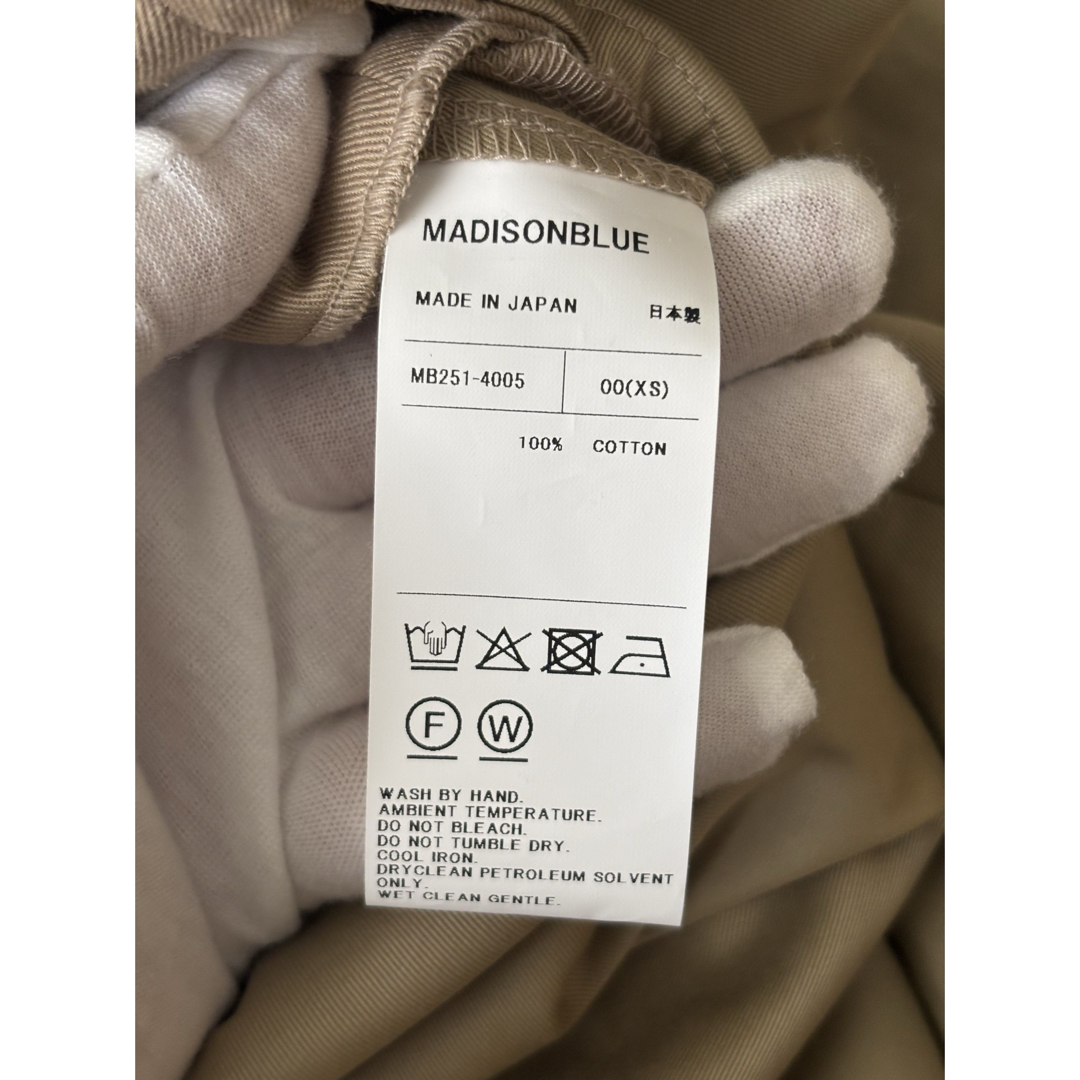 MADISONBLUE
MADE IN JAPAN 日本製
MB251-4005 00(XS)
100% COTTON
F W
WASH BY HAND.
AMBIENT TEMPERATURE.
DO NOT BLEACH.
DO NOT TUMBLE DRY.
COOL IRON.
DRYCLEAN PETROLEUM SOLVENT
ONLY.
WET CLEAN GENTLE.